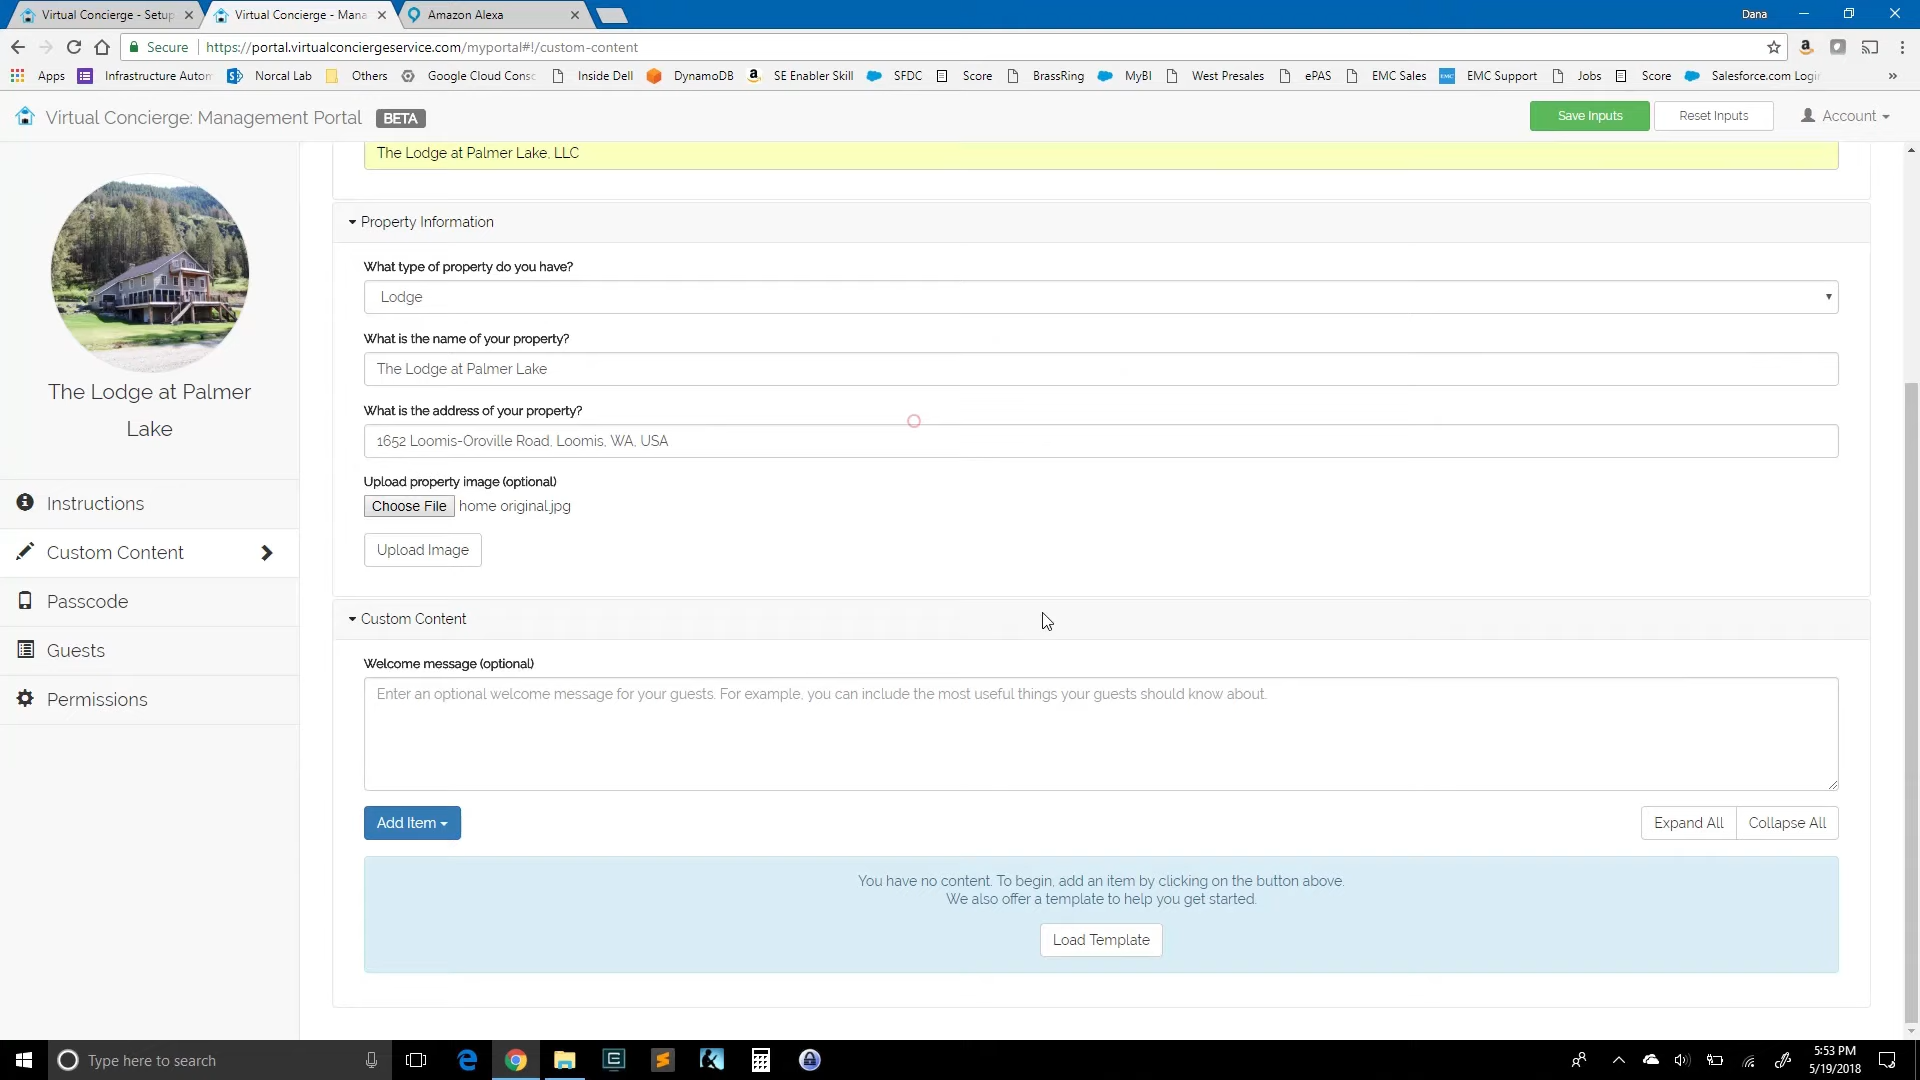 Virtual Concierge - Setup
Virtual Concierge - Mana
Amazon Alexa
Dana
Secure
https://portal.virtualconciergeservice.com/myportal#!/custom-content
Apps
Infrastructure Autom
Norcal Lab
Others
Google Cloud Conso
Inside Dell
DynamoDB
SE Enabler Skill
SFDC
Score
BrassRing
MyBI
West Presales
ePAS
EMC Sales
EMC
EMC Support
Jobs
Score
Salesforce.com Login
»
Virtual Concierge: Management Portal
BETA
Save Inputs
Reset Inputs
Account
The Lodge at Palmer
Lake
Instructions
Custom Content
Passcode
Guests
Permissions
The Lodge at Palmer Lake, LLC
Property Information
What type of property do you have?
Lodge
What is the name of your property?
The Lodge at Palmer Lake
What is the address of your property?
1652 Loomis-Oroville Road, Loomis, WA, USA
Upload property image (optional)
Choose File home original.jpg
Upload Image
Custom Content
Welcome message (optional)
Enter an optional welcome message for your guests. For example, you can include the most useful things your guests should know about.
Add Item
Expand All
Collapse All
You have no content. To begin, add an item by clicking on the button above.
We also offer a template to help you get started.
Load Template
Type here to search
5:53 PM
5/19/2018